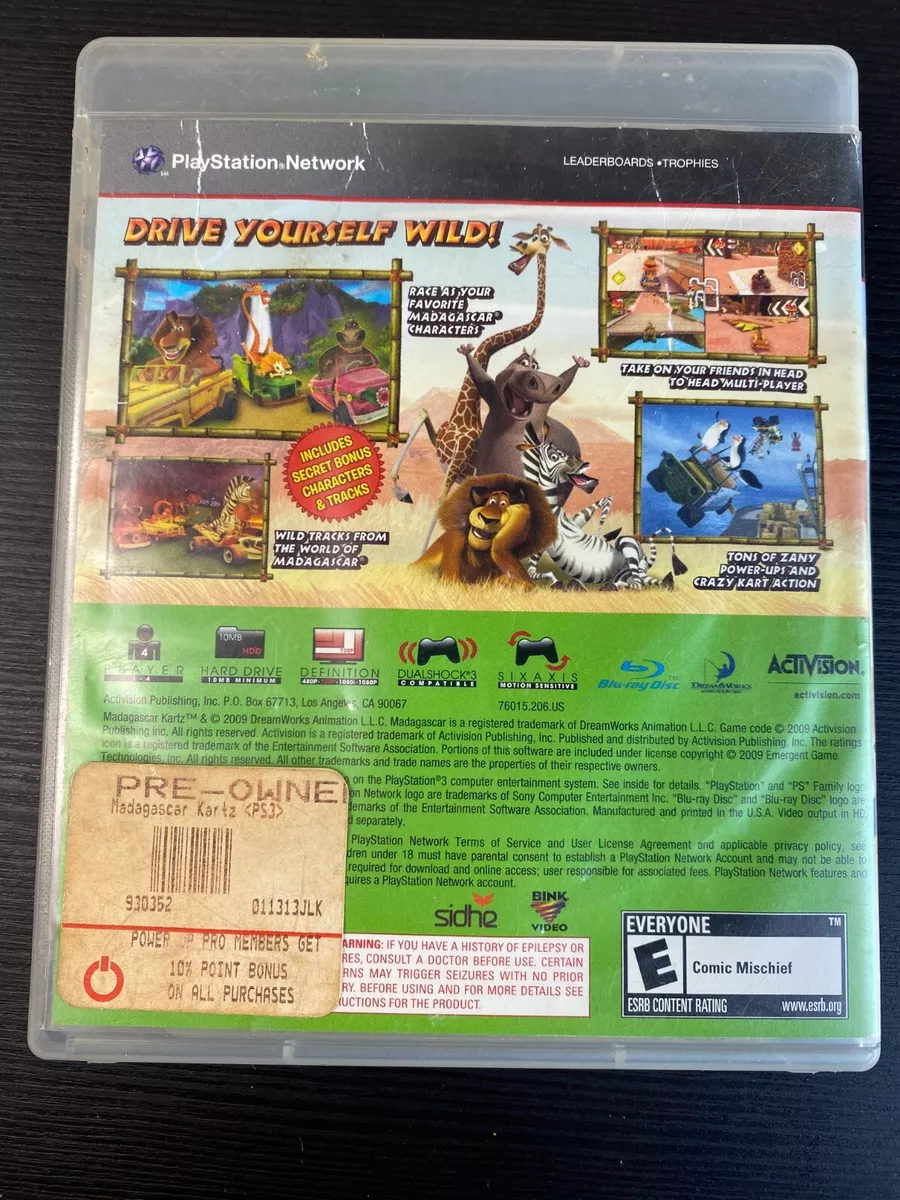 PlayStation®Network
SM
LEADERBOARDS • TROPHIES
DRIVE YOURSELF WILD!
RACE AS YOUR
FAVORITE
MADAGASCAR®
CHARACTERS
TAKE ON YOUR FRIENDS IN HEAD
TO HEAD MULTI-PLAYER
INCLUDES
SECRET BONUS
CHARACTERS
& TRACKS
WILD TRACKS FROM
THE WORLD OF
MADAGASCAR®
TONS OF ZANY
POWER-UPS AND
CRAZY KART ACTION
4
PLAYER
1-4
10MB
HDD
HARD DRIVE
10MB MINIMUM
DEFINITION
480P 1080i 1080P
DUALSHOCK®3
COMPATIBLE
SIXAXIS
MOTION SENSITIVE
Blu-ray Disc™
DREAMWORKS
ACTIVISION®
activision.com
Activision Publishing, Inc. P.O. Box 67713, Los Angeles, CA 90067
76015.206.US
Madagascar Kartz™ & © 2009 DreamWorks Animation L.L.C. Madagascar is a registered trademark of DreamWorks Animation L.L.C. Game code © 2009 Activision
Publishing Inc. All rights reserved. Activision is a registered trademark of Activision Publishing, Inc. Published and distributed by Activision Publishing, Inc. The ratings
icon is a registered trademark of the Entertainment Software Association. Portions of this software are included under license copyright © 2009 Emergent Game
Technologies, Inc. All rights reserved. All other trademarks and trade names are the properties of their respective owners.
on the PlayStation®3 computer entertainment system. See inside for details. “PlayStation” and “PS” Family logo
on Network logo are trademarks of Sony Computer Entertainment Inc. “Blu-ray Disc” and “Blu-ray Disc” logo are
demarks of the Entertainment Software Association. Manufactured and printed in the U.S.A. Video output in HD
d separately.
PlayStation Network Terms of Service and User License Agreement and applicable privacy policy, see
dren under 18 must have parental consent to establish a PlayStation Network Account and may not be able to
required for download and online access; user responsible for associated fees. PlayStation Network features and
quires a PlayStation Network account.
PRE-OWNE
Madagascar Kartz <PS3>
930352
011313JLK
POWER UP PRO MEMBERS GET
10% POINT BONUS
ON ALL PURCHASES
sidhe
BINK
VIDEO
ARNING: IF YOU HAVE A HISTORY OF EPILEPSY OR
RES, CONSULT A DOCTOR BEFORE USE. CERTAIN
RNS MAY TRIGGER SEIZURES WITH NO PRIOR
RY. BEFORE USING AND FOR MORE DETAILS SEE
UCTIONS FOR THE PRODUCT.
EVERYONE
TM
E
Comic Mischief
ESRB CONTENT RATING
www.esrb.org